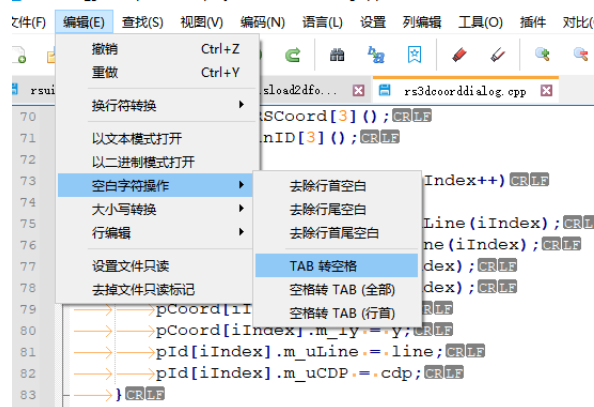 文件(F) 编辑(E) 查找(S) 视图(V) 编码(N) 语言(L) 设置 列编辑 工具(O) 插件 对比(
rsui sload2dfo... rs3dcoorddialog.cpp
撤销 Ctrl+Z
重做 Ctrl+Y
换行符转换
以文本模式打开
以二进制模式打开
空白字符操作
大小写转换
行编辑
设置文件只读
去掉文件只读标记
去除行首空白
去除行尾空白
去除行首尾空白
TAB 转空格
空格转 TAB (全部)
空格转 TAB (行首)
70 RSCoord[3]();CRLF
71 nID[3]();CRLF
72
73 Index++)CRLF
74
75 Line(iIndex);CRL
76 ne(iIndex);CRLF
77 dex);CRLF
78 dex);CRLF
79 pCoord[iI RLF
80 pCoord[iIndex].m_ly.=.y;CRLF
81 pId[iIndex].m_uLine.=.line;CRLF
82 pId[iIndex].m_uCDP.=.cdp;CRLF
83 }CRLF